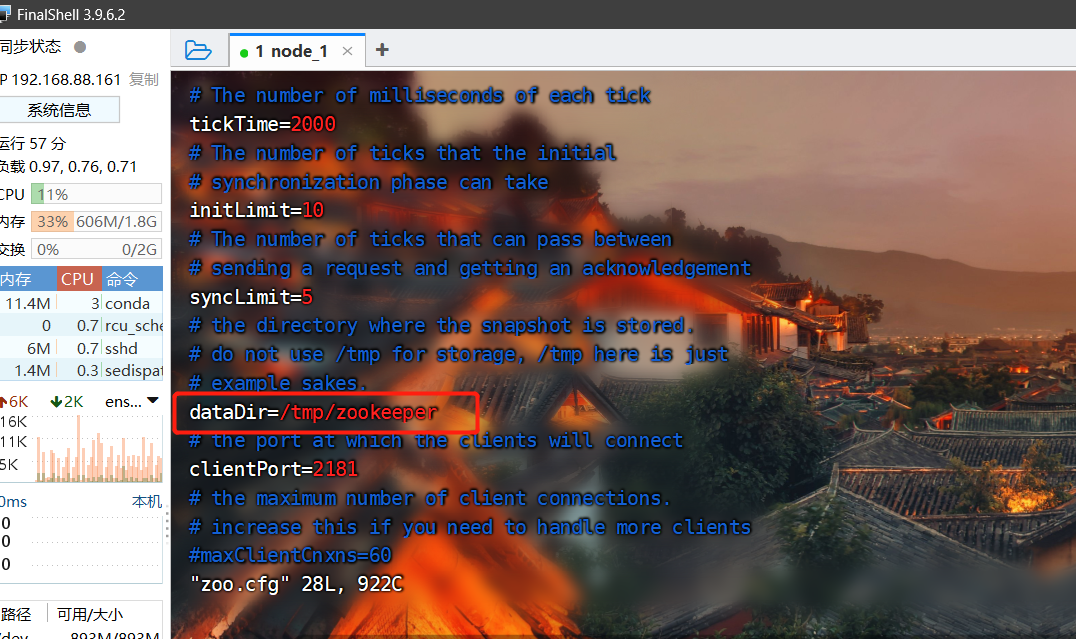 FinalShell 3.9.6.2
同步状态
1 node_1
P 192.168.88.161 复制
系统信息
运行 57 分
负载 0.97, 0.76, 0.71
CPU 11%
内存 33% 606M/1.8G
交换 0% 0/2G
内存 CPU 命令
11.4M 3 conda
0 0.7 rcu_sche
6M 0.7 sshd
1.4M 0.3 sedispat
6K 2K ens...
16K
11K
5K
0ms 本机
0
0
0
路径 可用/大小
/dev 893M/893M
# The number of milliseconds of each tick
tickTime=2000
# The number of ticks that the initial
# synchronization phase can take
initLimit=10
# The number of ticks that can pass between
# sending a request and getting an acknowledgement
syncLimit=5
# the directory where the snapshot is stored.
# do not use /tmp for storage, /tmp here is just
# example sakes.
dataDir=/tmp/zookeeper
# the port at which the clients will connect
clientPort=2181
# the maximum number of client connections.
# increase this if you need to handle more clients
#maxClientCnxns=60
"zoo.cfg" 28L, 922C